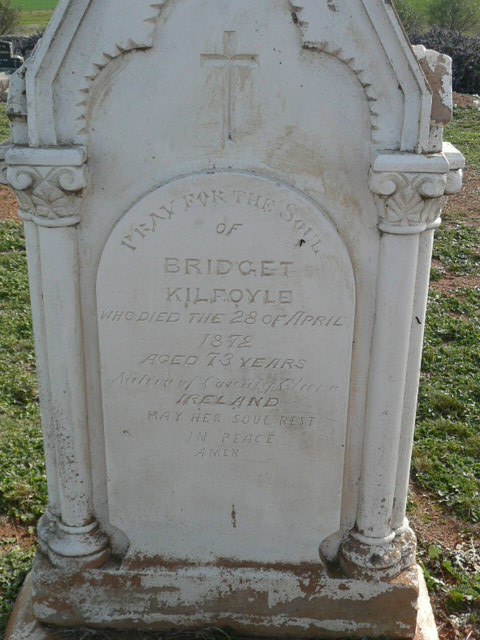 PRAY FOR THE SOUL
OF
BRIDGET
KILFOYLE
WHO DIED THE 28 OF APRIL
1872
AGED 73 YEARS
Native of County Clare
IRELAND
MAY HER SOUL REST
IN PEACE
AMEN